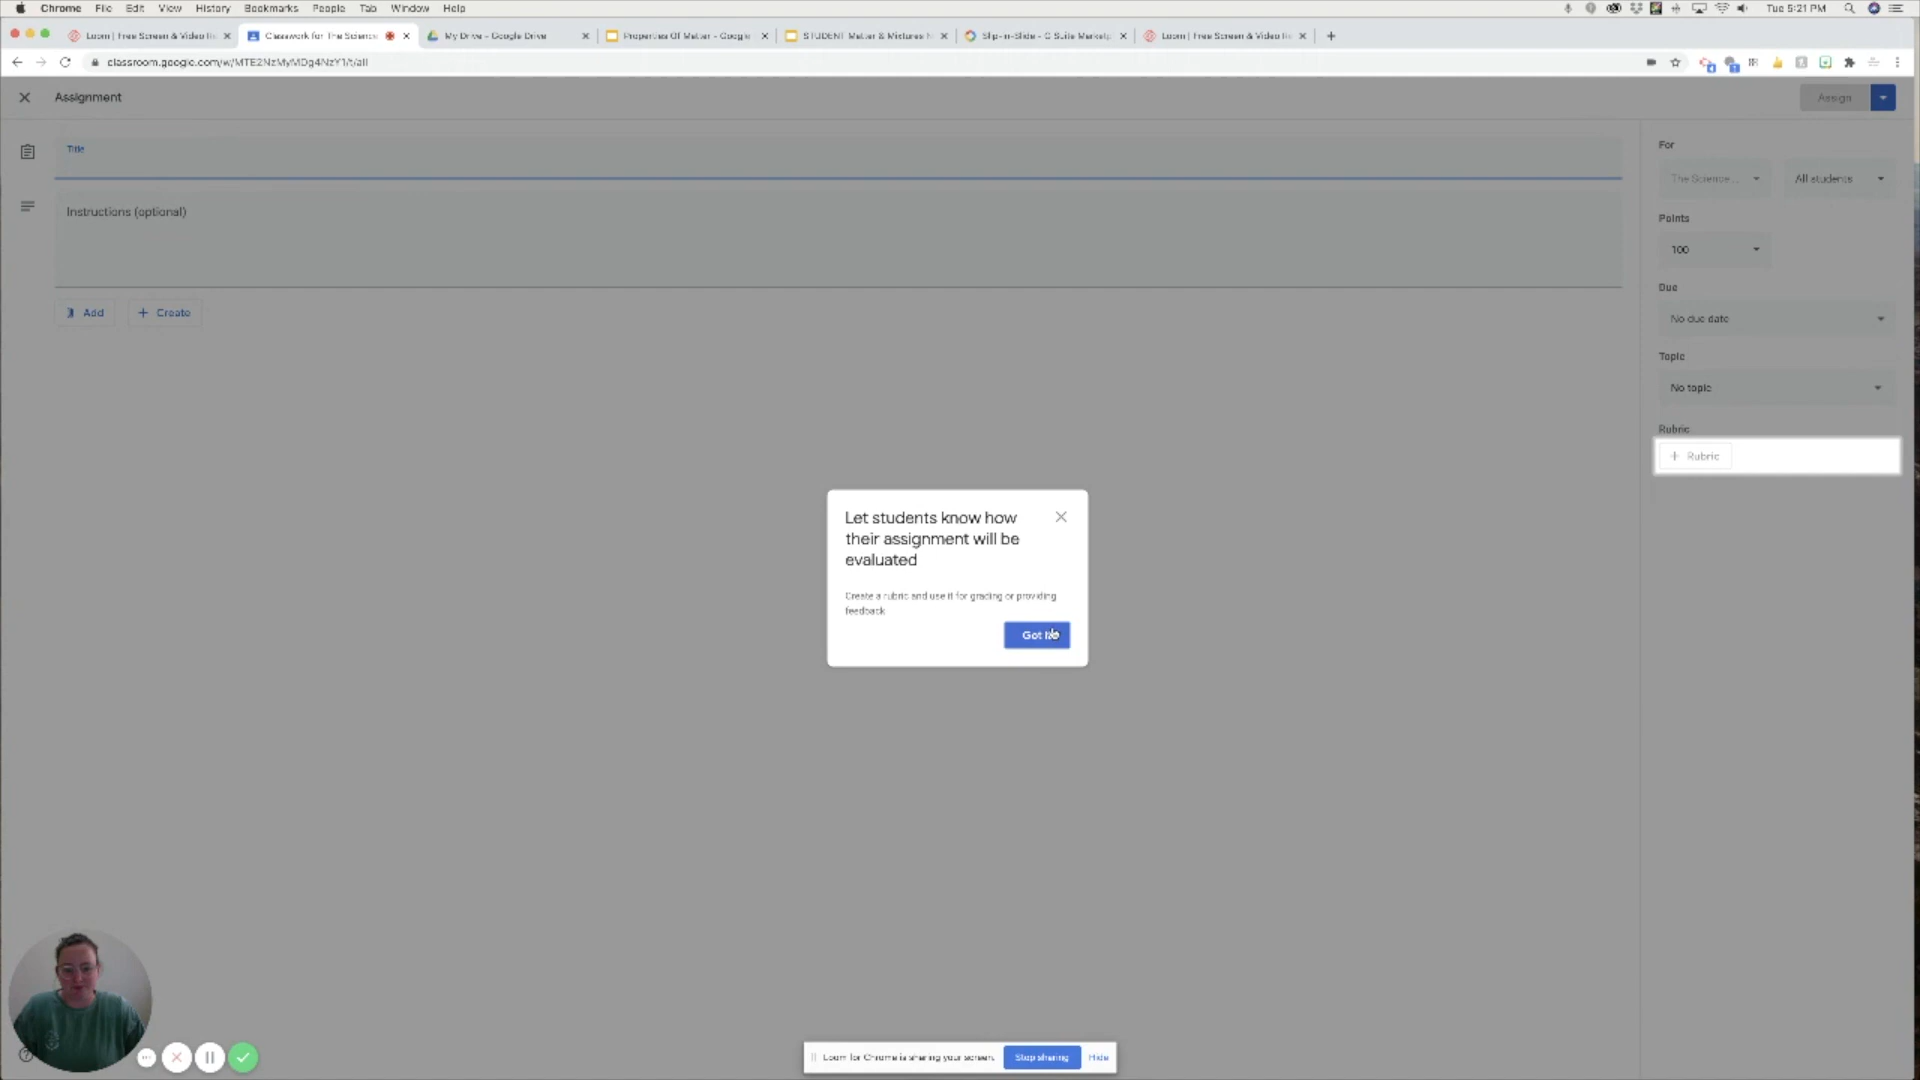 Chrome File Edit View History Bookmarks People Tab Window Help
Tue 5:21 PM
Loom | Free Screen & Video Re
Classwork for The Science
My Drive - Google Drive
Properties Of Matter - Google
STUDENT Matter & Mixtures
Slip-in-Slide - G Suite Marketp
Loom | Free Screen & Video Re
classroom.google.com/w/MTE2NzMyMDg4NzY1/t/all
Assignment
Assign
Title
Instructions (optional)
Add
Create
For
The Science...
All students
Points
100
Due
No due date
Topic
No topic
Rubric
Rubric
Let students know how
their assignment will be
evaluated
Create a rubric and use it for grading or providing
feedback
Got it
Loom for Chrome is sharing your screen.
Stop sharing
Hide